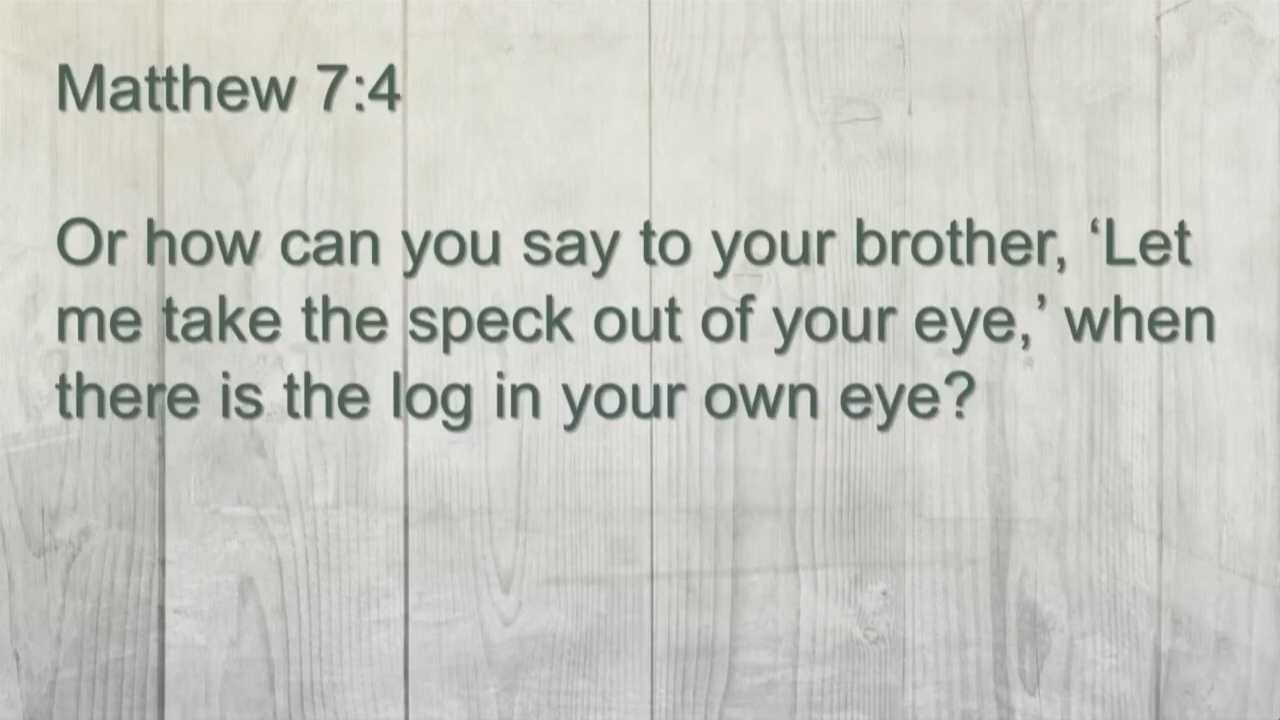 Matthew 7:4
Or how can you say to your brother, ‘Let
me take the speck out of your eye,’ when
there is the log in your own eye?